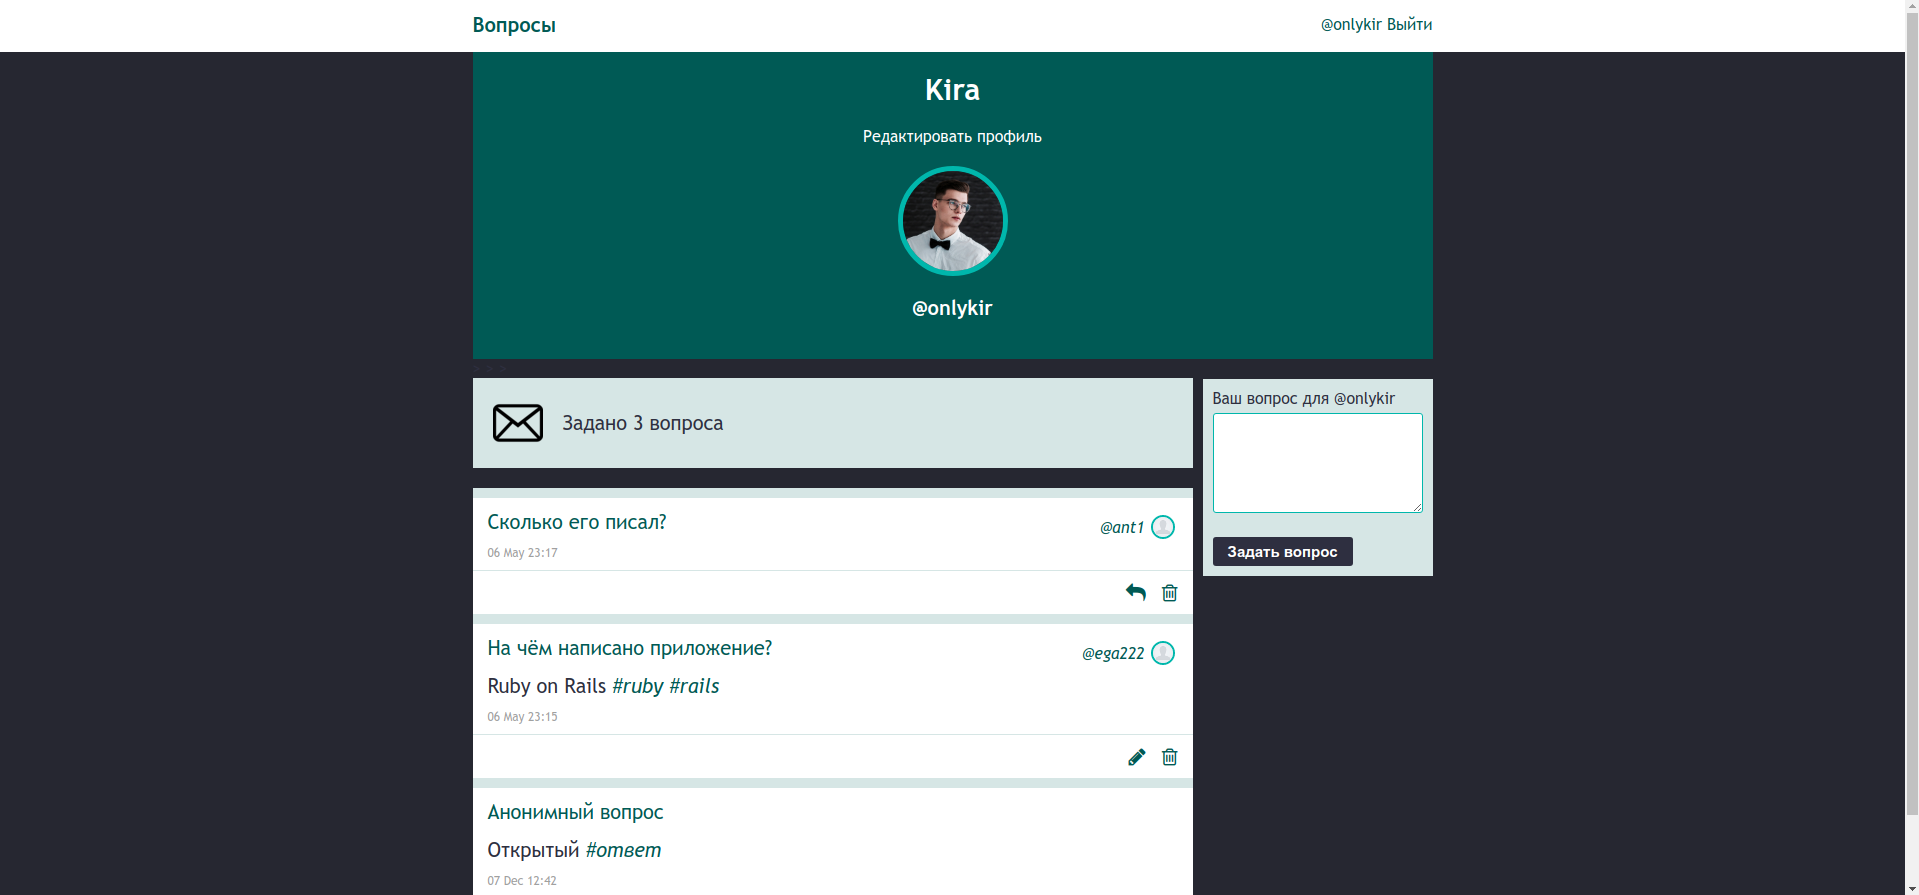 Вопросы
@onlykir Выйти
Kira
Редактировать профиль
@onlykir
Задано 3 вопроса
Ваш вопрос для @onlykir
Задать вопрос
Сколько его писал?
@ant1
06 May 23:17
На чём написано приложение?
@ega222
Ruby on Rails #ruby #rails
06 May 23:15
Анонимный вопрос
Открытый #ответ
07 Dec 12:42